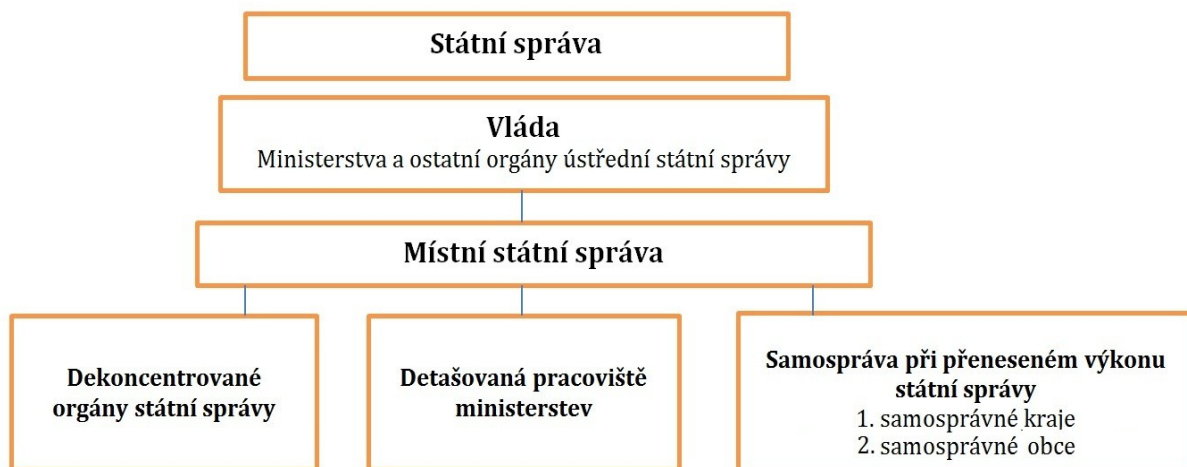 Státní správa
Vláda
Ministerstva a ostatní orgány ústřední státní správy
Místní státní správa
Dekoncentrované
orgány státní správy
Detašovaná pracoviště
ministerstev
Samospráva při přeneseném výkonu
státní správy
1. samosprávné kraje
2. samosprávné obce